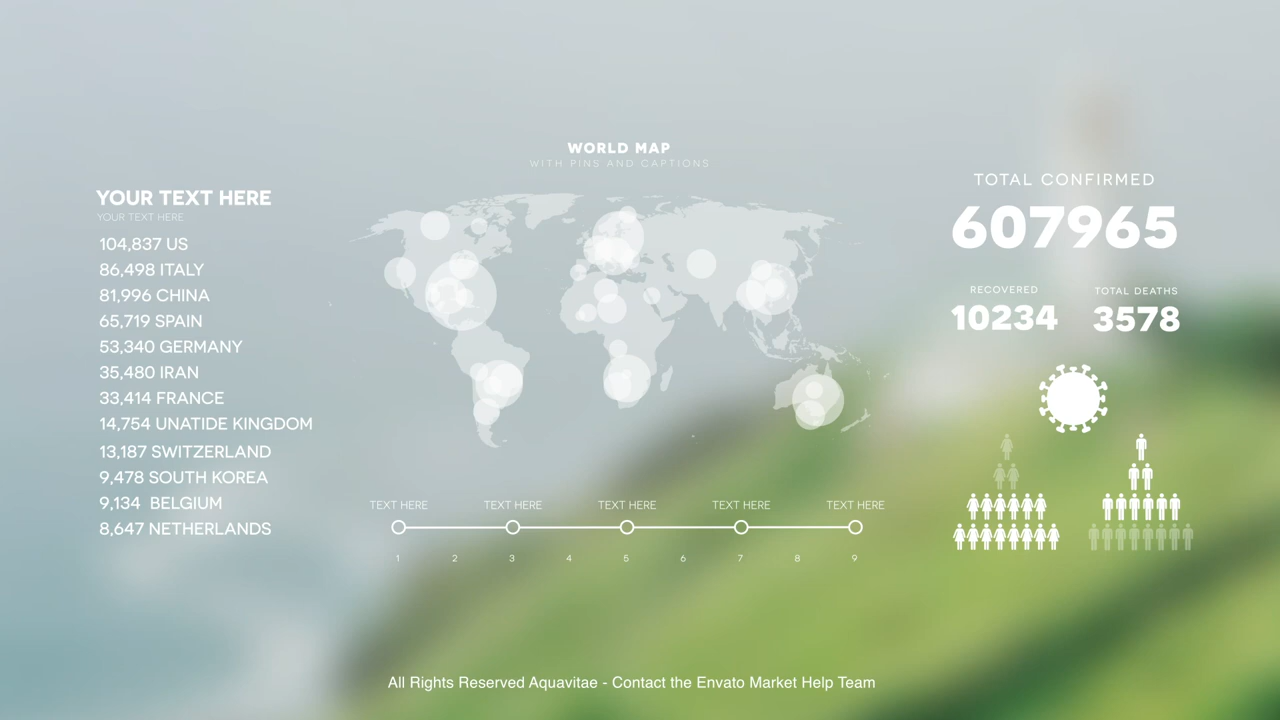 WORLD MAP
WITH PINS AND CAPTIONS
YOUR TEXT HERE
YOUR TEXT HERE
104,837 US
86,498 ITALY
81,996 CHINA
65,719 SPAIN
53,340 GERMANY
35,480 IRAN
33,414 FRANCE
14,754 UNATIDE KINGDOM
13,187 SWITZERLAND
9,478 SOUTH KOREA
9,134 BELGIUM
8,647 NETHERLANDS
TOTAL CONFIRMED
607965
RECOVERED
10234
TOTAL DEATHS
3578
TEXT HERE TEXT HERE TEXT HERE TEXT HERE TEXT HERE
1 2 3 4 5 6 7 8 9
All Rights Reserved Aquavitae - Contact the Envato Market Help Team